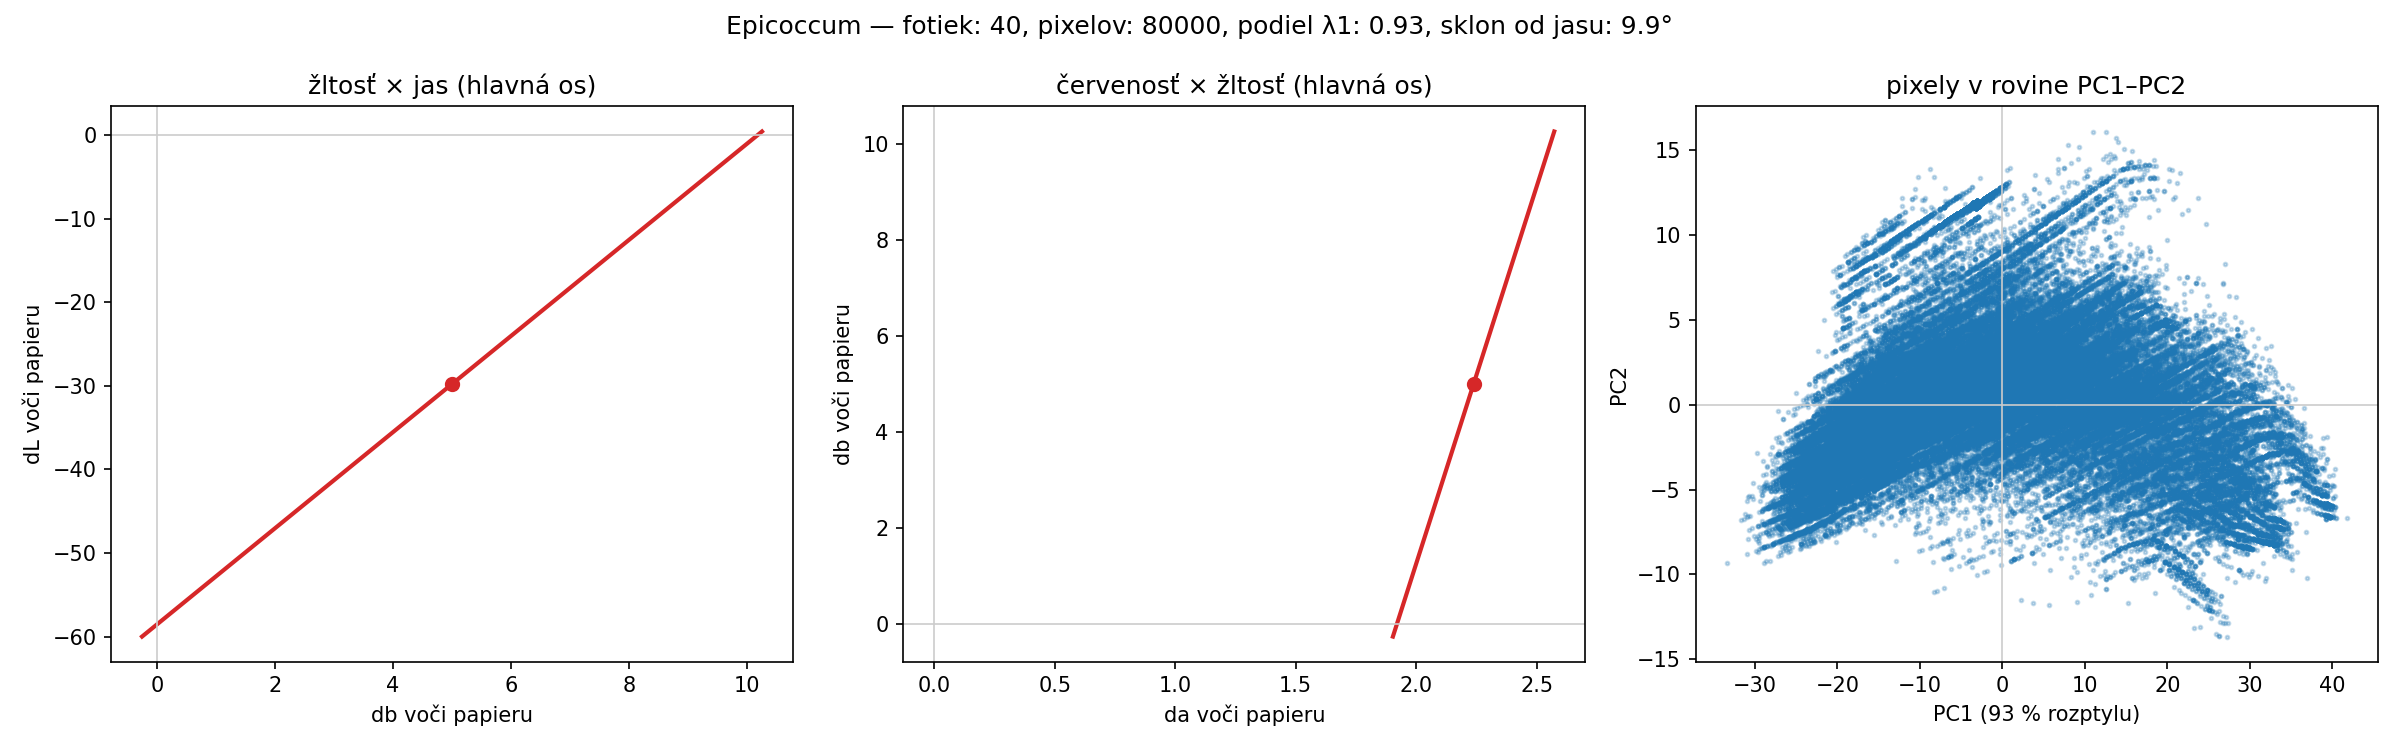 Epicoccum — fotiek: 40, pixelov: 80000, podiel λ1: 0.93, sklon od jasu: 9.9°
žltosť × jas (hlavná os)
dL voči papieru
0
−10
−20
−30
−40
−50
−60
0 2 4 6 8 10
db voči papieru
červenosť × žltosť (hlavná os)
db voči papieru
10
8
6
4
2
0
0.0 0.5 1.0 1.5 2.0 2.5
da voči papieru
pixely v rovine PC1–PC2
PC2
15
10
5
0
−5
−10
−15
−30 −20 −10 0 10 20 30 40
PC1 (93 % rozptylu)